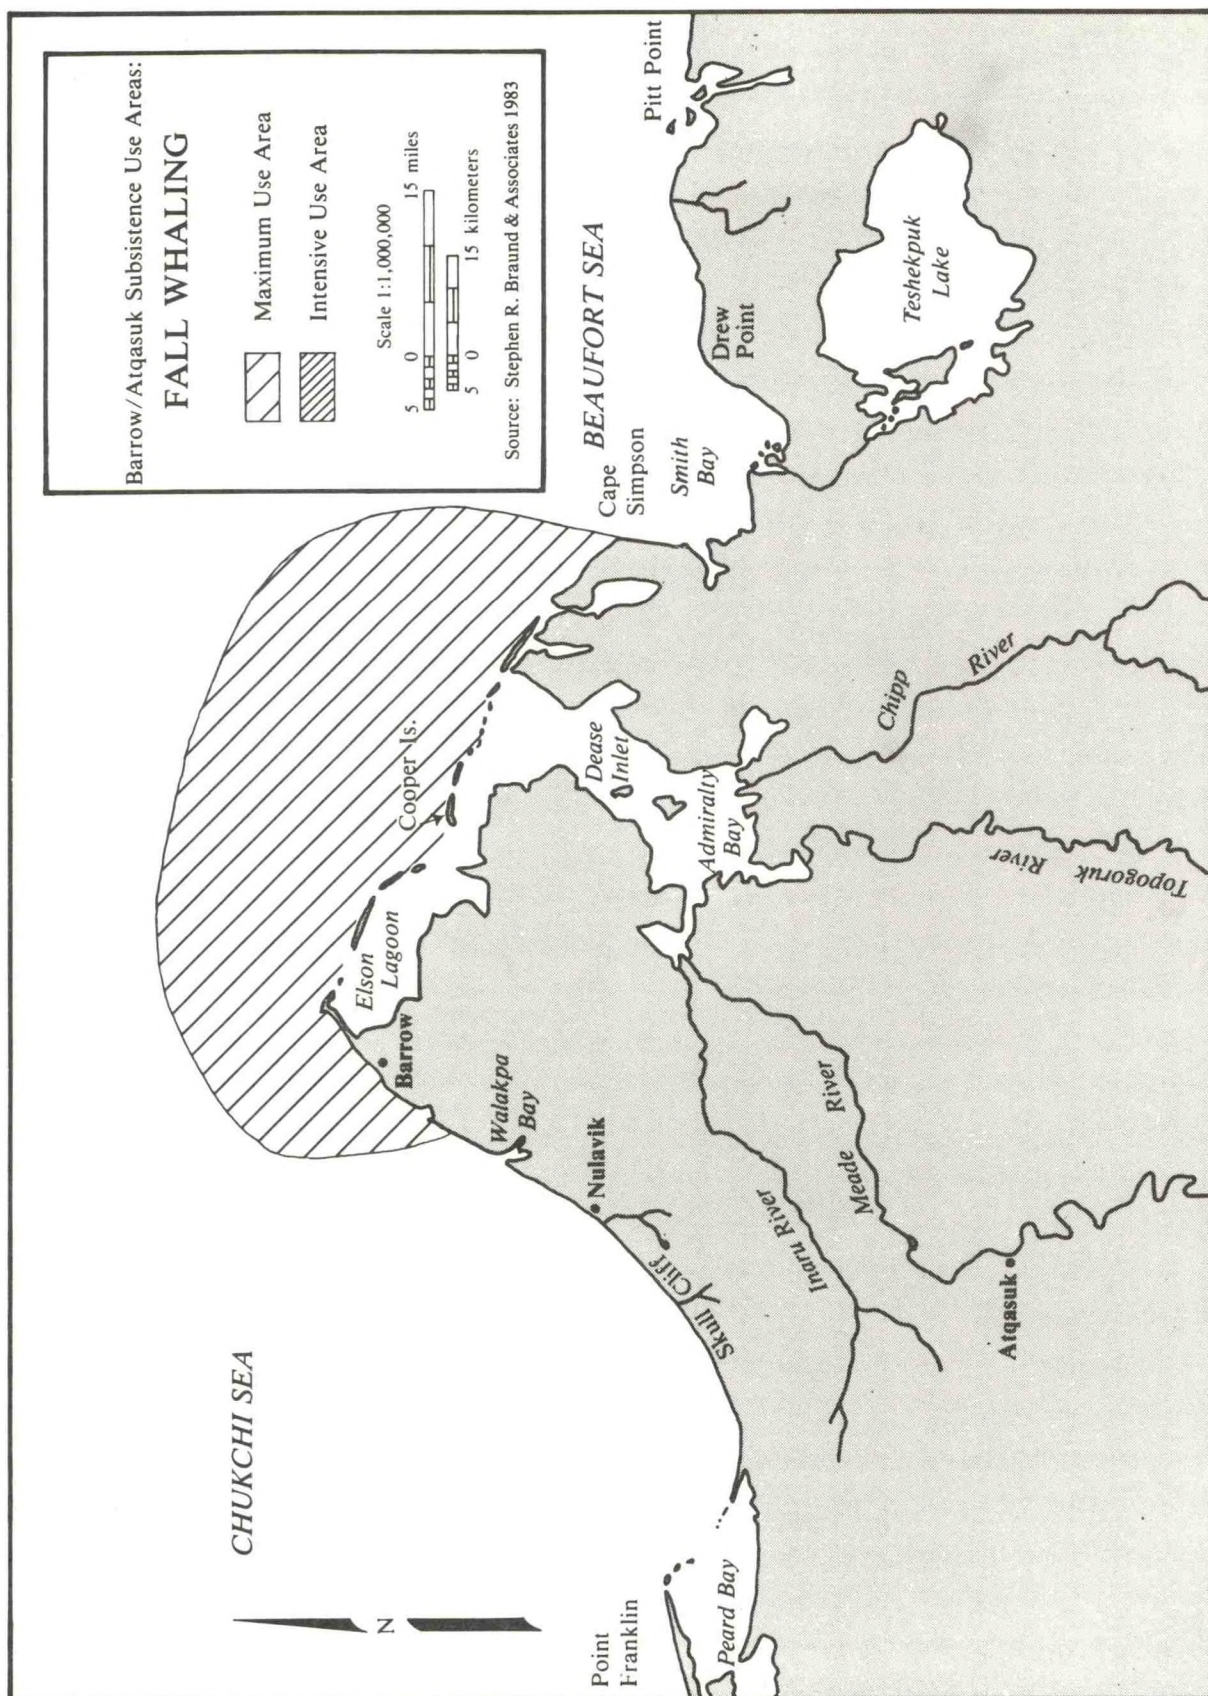 Barrow/Atqasuk Subsistence Use Areas:
FALL WHALING
Maximum Use Area
Intensive Use Area
Scale 1:1,000,000
5 0 15 miles
5 0 15 kilometers
Source: Stephen R. Braund & Associates 1983
CHUKCHI SEA
N
BEAUFORT SEA
Point
Franklin
Peard Bay
Skull Cliff
Nulavik
Walakpa
Bay
Barrow
Elson
Lagoon
Cooper Is.
Dease
Inlet
Admiralty
Bay
Cape
Simpson
Smith
Bay
Drew
Point
Pitt Point
Teshekpuk
Lake
Chipp
River
Topogoruk
River
Inaru River
Meade
River
Atqasuk